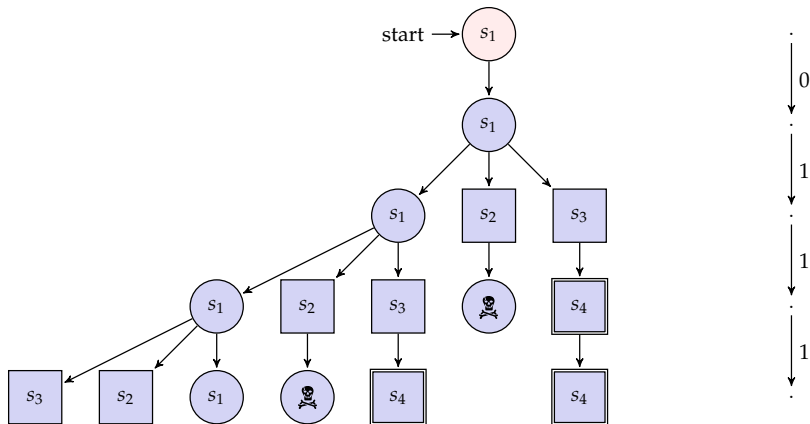 start s₁
0
s₁
1
s₁ s₂ s₃
1
s₁ s₂ s₃ s₄
1
s₃ s₂ s₁ s₄ s₄